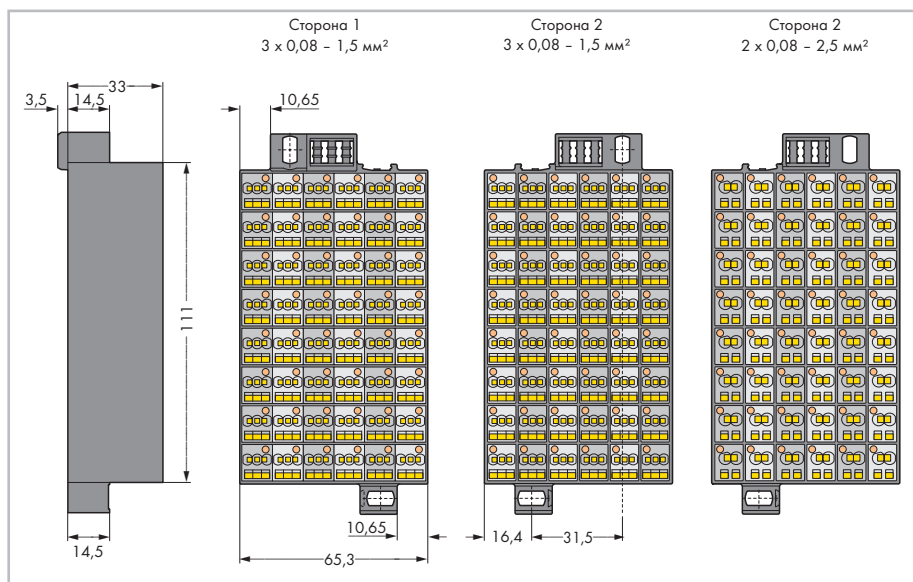 Сторона 1
3 x 0,08 – 1,5 мм²
Сторона 2
3 x 0,08 – 1,5 мм²
Сторона 2
2 x 0,08 – 2,5 мм²
33
3,5
14,5
10,65
111
14,5
10,65
65,3
16,4
31,5